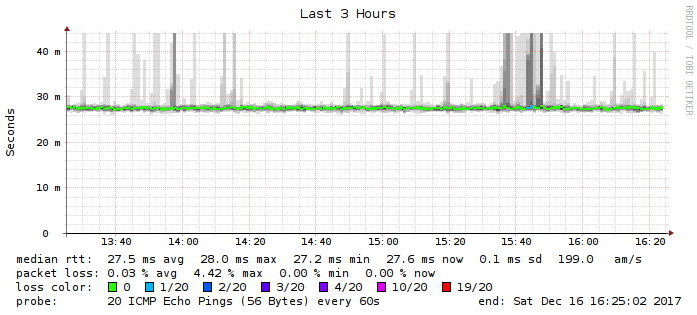 Last 3 Hours
RRDTOOL / TOBI OETIKER
Seconds
40 m
30 m
20 m
10 m
0
13:40 14:00 14:20 14:40 15:00 15:20 15:40 16:00 16:20
median rtt: 27.5 ms avg 28.0 ms max 27.2 ms min 27.6 ms now 0.1 ms sd 199.0 am/s
packet loss: 0.03 % avg 4.42 % max 0.00 % min 0.00 % now
loss color: 0 1/20 2/20 3/20 4/20 10/20 19/20
probe: 20 ICMP Echo Pings (56 Bytes) every 60s end: Sat Dec 16 16:25:02 2017